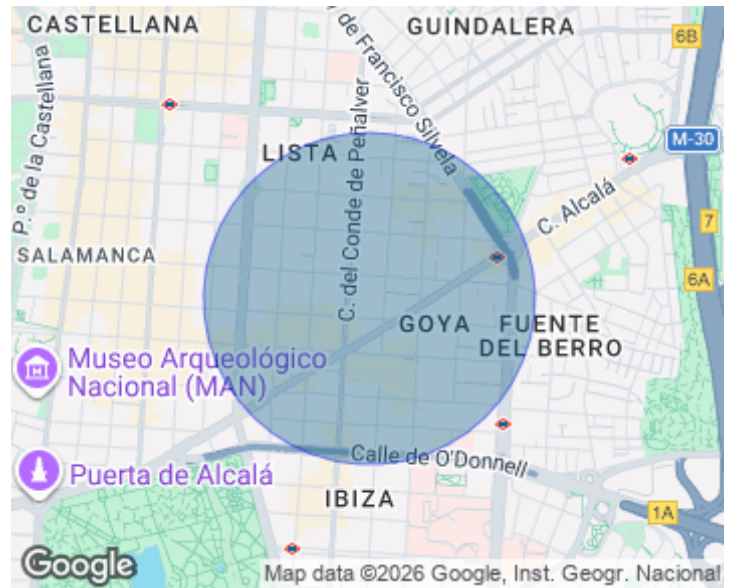 CASTELLANA
GUINDALERA
6B
P.º de la Castellana
y de Francisco Silvela
C. del Conde de Peñalver
M-30
LISTA
C. Alcalá
7
SALAMANCA
6A
GOYA
FUENTE
DEL BERRO
Museo Arqueológico
Nacional (MAN)
Puerta de Alcalá
Calle de O'Donnell
IBIZA
1A
Google
Map data ©2026 Google, Inst. Geogr. Nacional